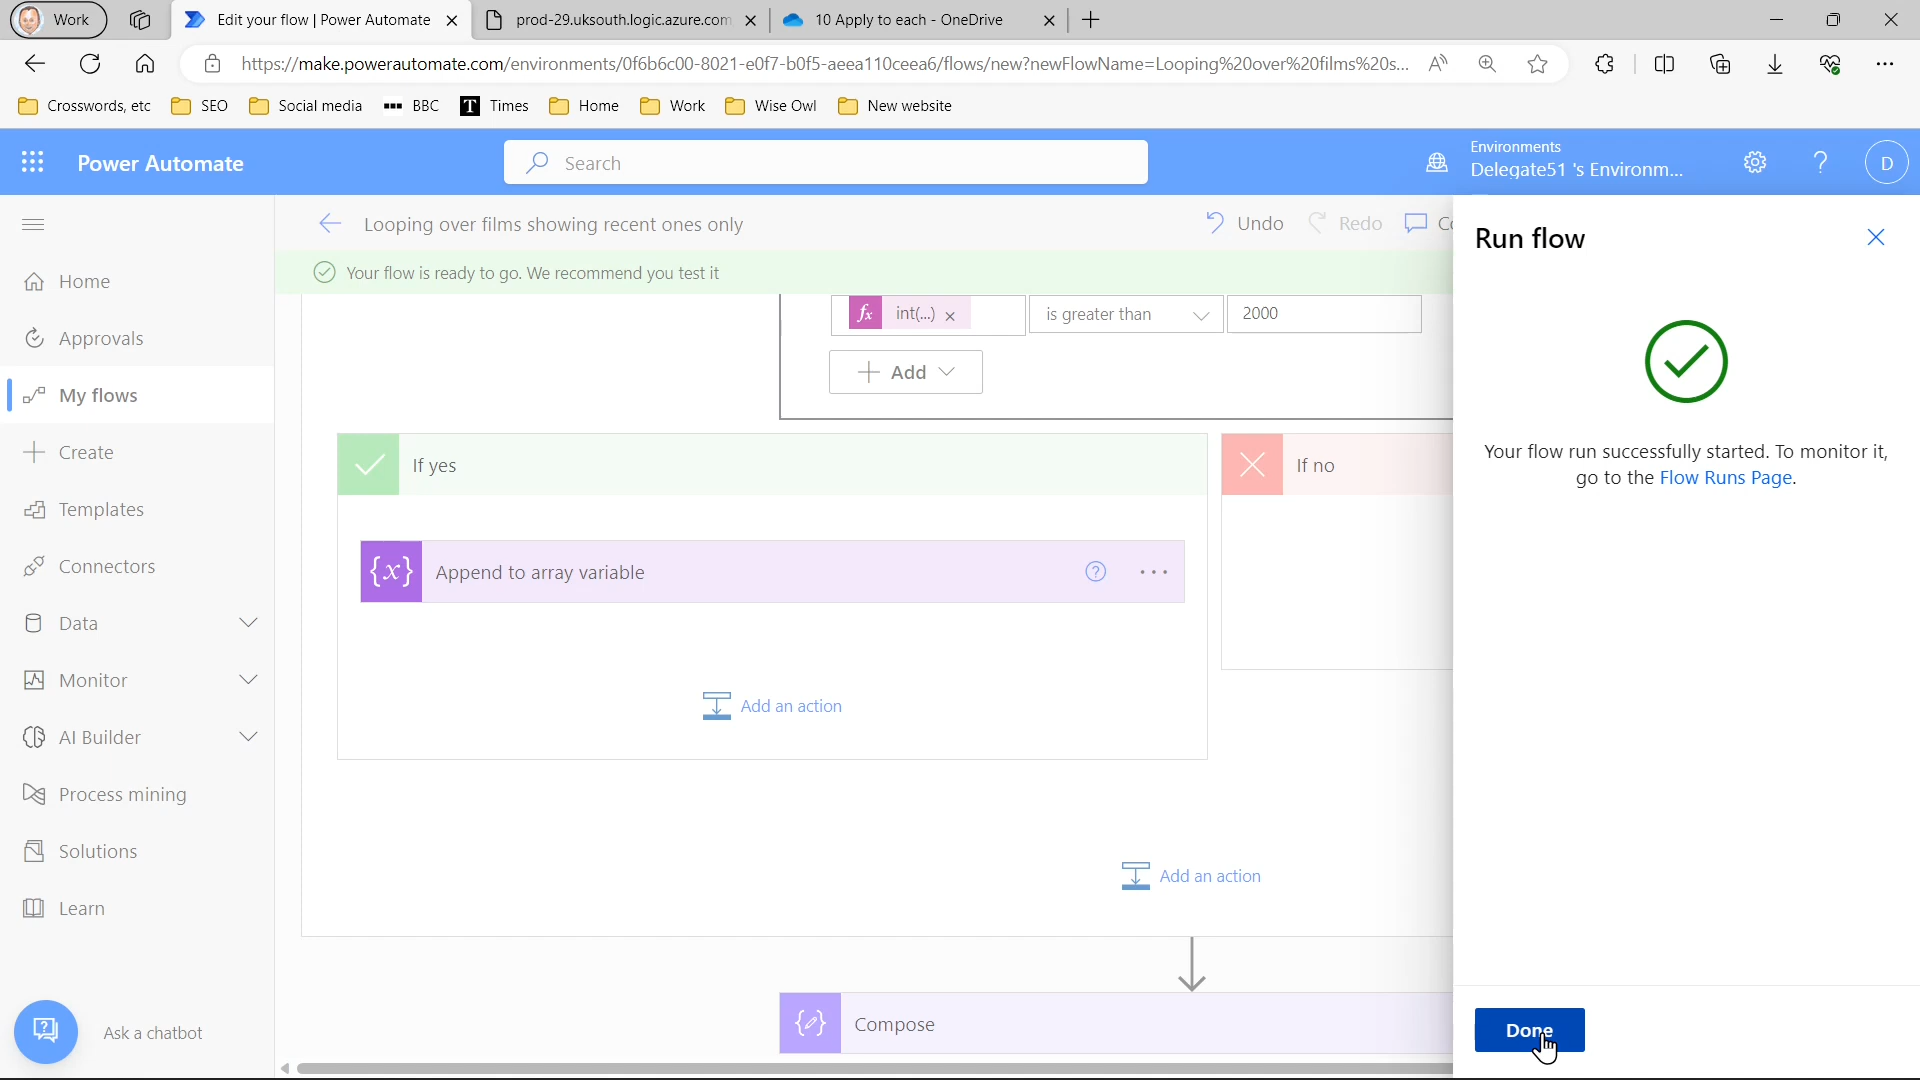 Work
Edit your flow | Power Automate
prod-29.uksouth.logic.azure.com
10 Apply to each - OneDrive
https://make.powerautomate.com/environments/0f6b6c00-8021-e0f7-b0f5-aeea110ceea6/flows/new?newFlowName=Looping%20over%20films%20s...
Crosswords, etc
SEO
Social media
BBC
T
Times
Home
Work
Wise Owl
New website
Power Automate
Search
Environments
Delegate51 's Environm...
D
Looping over films showing recent ones only
Undo
Redo
Co
Run flow
Your flow is ready to go. We recommend you test it
Home
Approvals
My flows
Create
Templates
Connectors
Data
Monitor
AI Builder
Process mining
Solutions
Learn
Ask a chatbot
fx
int(...)
is greater than
2000
Add
If yes
If no
{x}
Append to array variable
Add an action
Add an action
Compose
Your flow run successfully started. To monitor it,
go to the Flow Runs Page.
Done